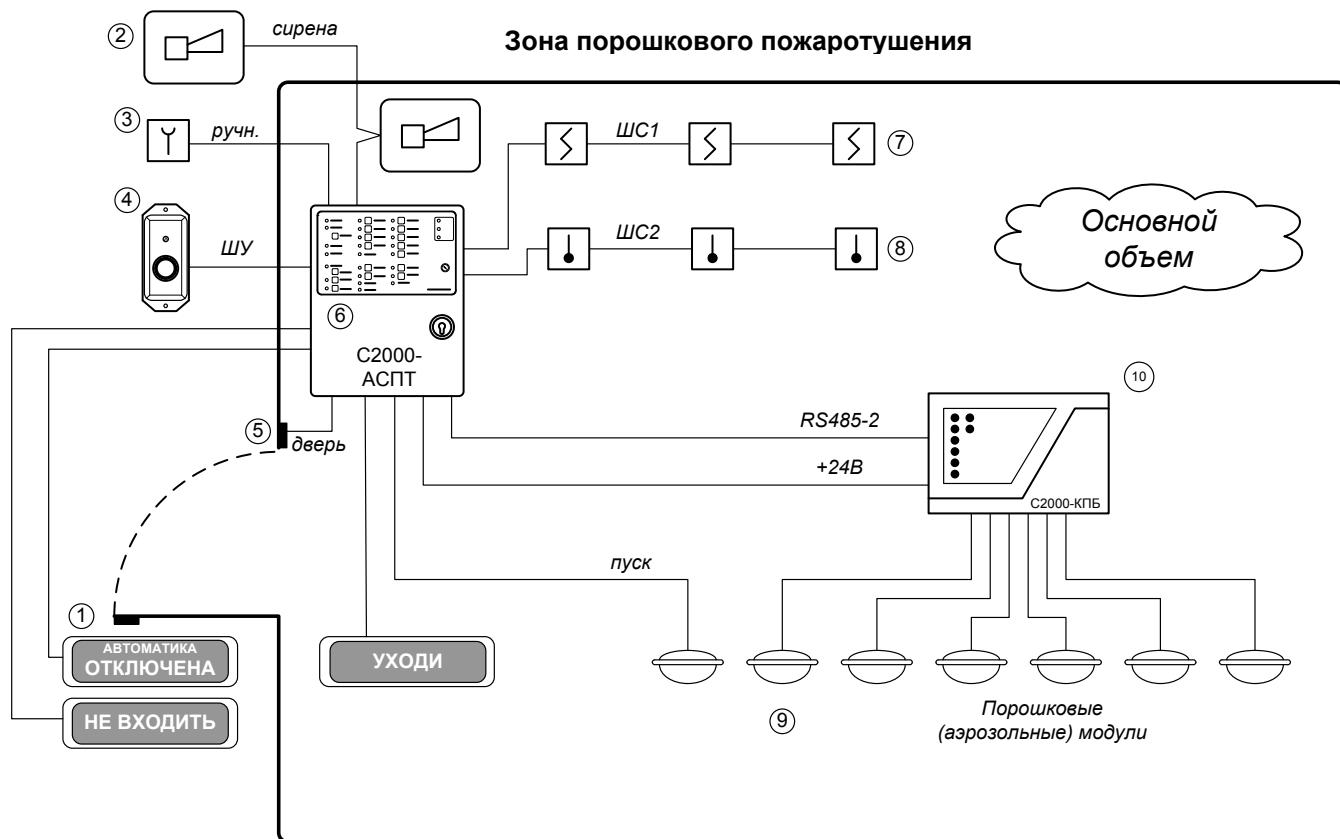 Зона порошкового пожаротушения
2
сирена
3
ручн.
ШС1
7
4
ШУ
ШС2
8
Основной
объем
6
С2000-
АСПТ
10
5
дверь
RS485-2
+24В
С2000-КПБ
пуск
1
АВТОМАТИКА
ОТКЛЮЧЕНА
НЕ ВХОДИТЬ
УХОДИ
9
Порошковые
(аэрозольные) модули